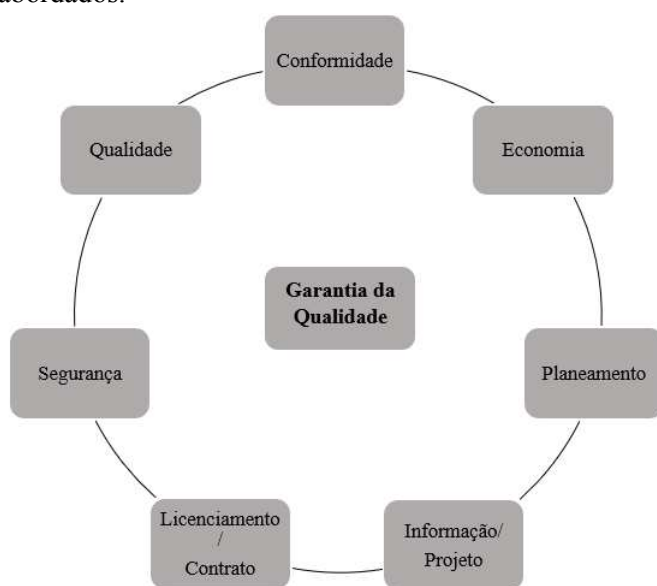 abordados.
Conformidade
Qualidade
Economia
Garantia da
Qualidade
Segurança
Planeamento
Licenciamento
/
Contrato
Informação/
Projeto